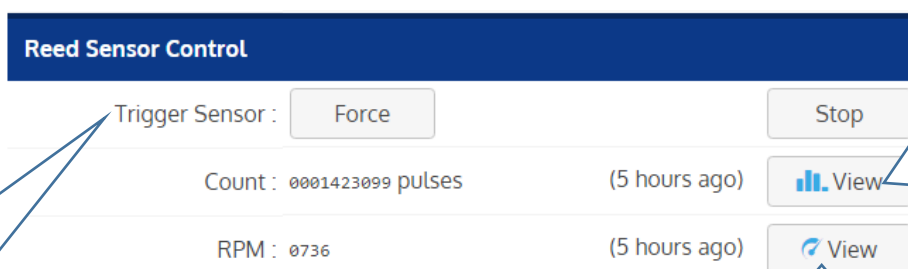 Reed Sensor Control
Trigger Sensor : Force Stop
Count : 0001423099 pulses (5 hours ago) View
RPM : 0736 (5 hours ago) View